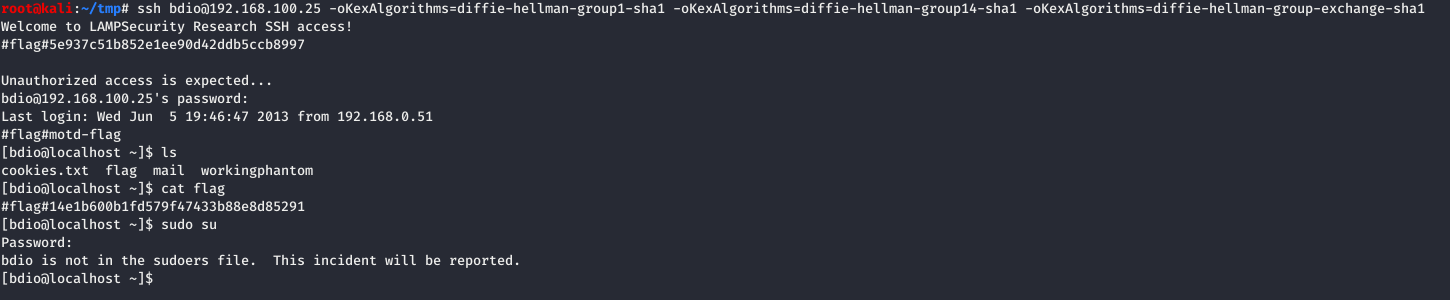 root@kali:~/tmp# ssh bdio@192.168.100.25 -oKexAlgorithms=diffie-hellman-group1-sha1 -oKexAlgorithms=diffie-hellman-group14-sha1 -oKexAlgorithms=diffie-hellman-group-exchange-sha1
Welcome to LAMPSecurity Research SSH access!
#flag#5e937c51b852e1ee90d42ddb5ccb8997

Unauthorized access is expected...
bdio@192.168.100.25's password:
Last login: Wed Jun  5 19:46:47 2013 from 192.168.0.51
#flag#motd-flag
[bdio@localhost ~]$ ls
cookies.txt  flag  mail  workingphantom
[bdio@localhost ~]$ cat flag
#flag#14e1b600b1fd579f47433b88e8d85291
[bdio@localhost ~]$ sudo su
Password:
bdio is not in the sudoers file.  This incident will be reported.
[bdio@localhost ~]$